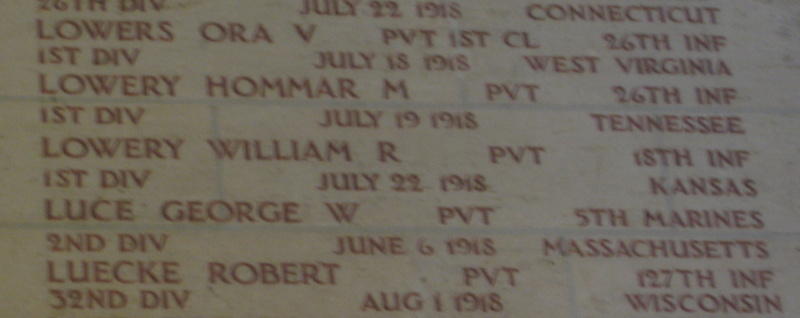 26TH DIV JULY 22 1918 CONNECTICUT
LOWERS ORA V PVT 1ST CL 26TH INF
1ST DIV JULY 18 1918 WEST VIRGINIA
LOWERY HOMMAR M PVT 26TH INF
1ST DIV JULY 19 1918 TENNESSEE
LOWERY WILLIAM R PVT 18TH INF
1ST DIV JULY 22 1918 KANSAS
LUCE GEORGE W PVT 5TH MARINES
2ND DIV JUNE 6 1918 MASSACHUSETTS
LUECKE ROBERT PVT 127TH INF
32ND DIV AUG 1 1918 WISCONSIN